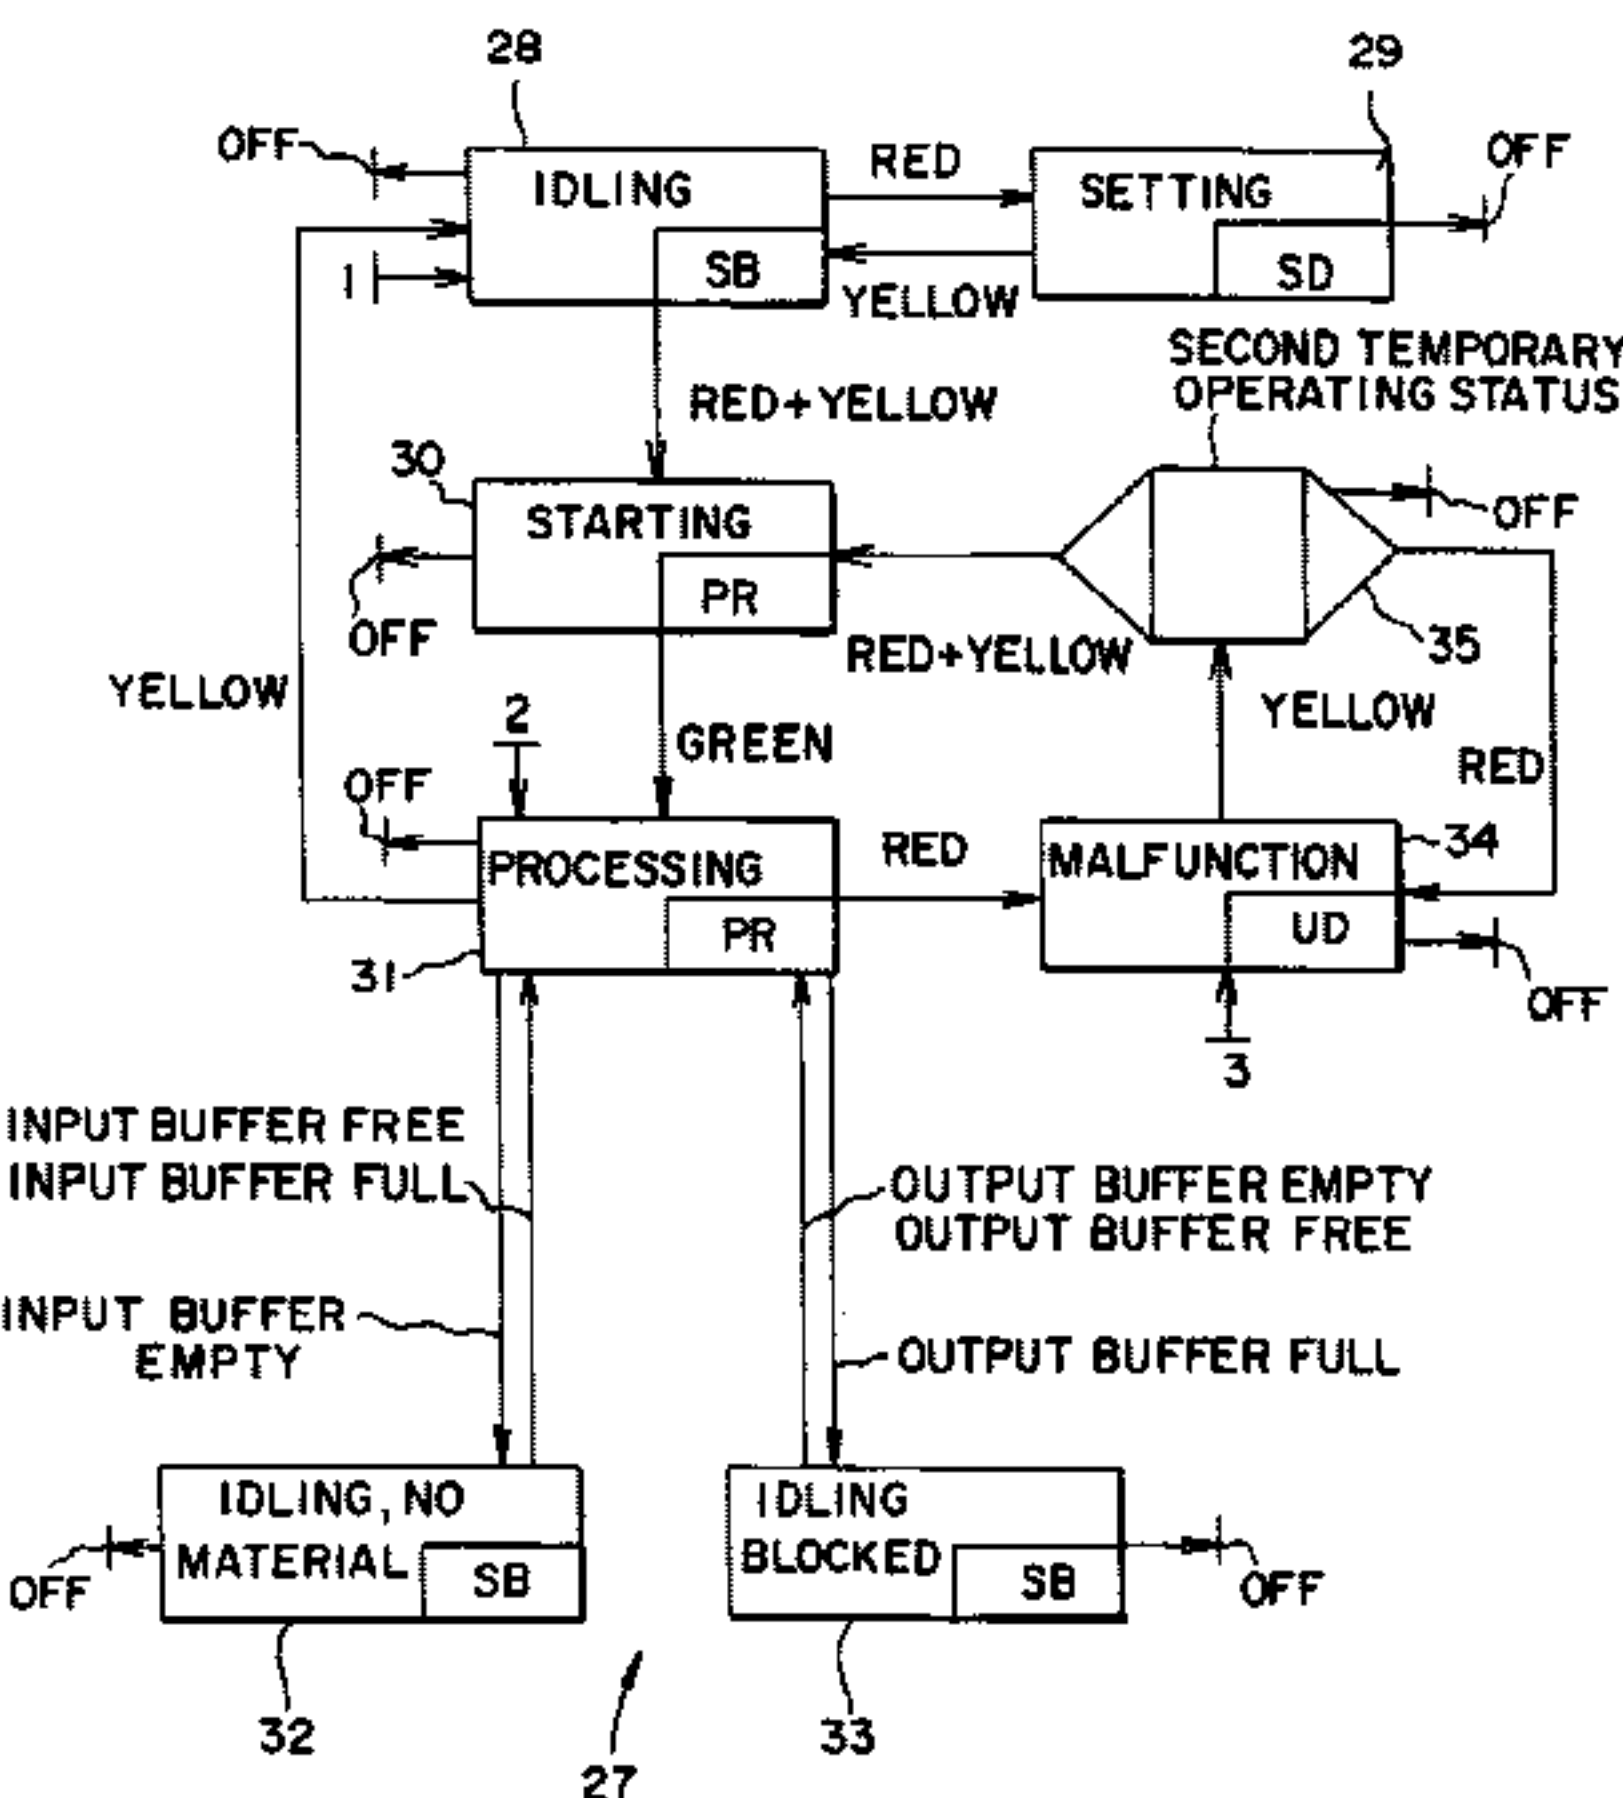 28
29
OFF
IDLING
RED
SETTING
OFF
SB
SD
1
YELLOW
SECOND TEMPORARY
OPERATING STATUS
RED+YELLOW
30
STARTING
OFF
PR
OFF
RED+YELLOW
35
YELLOW
2
YELLOW
GREEN
RED
OFF
PROCESSING
RED
MALFUNCTION
34
PR
UD
31
OFF
3
INPUT BUFFER FREE
INPUT BUFFER FULL
OUTPUT BUFFER EMPTY
OUTPUT BUFFER FREE
INPUT BUFFER
EMPTY
OUTPUT BUFFER FULL
IDLING, NO
MATERIAL
SB
OFF
IDLING
BLOCKED
SB
OFF
32
33
27